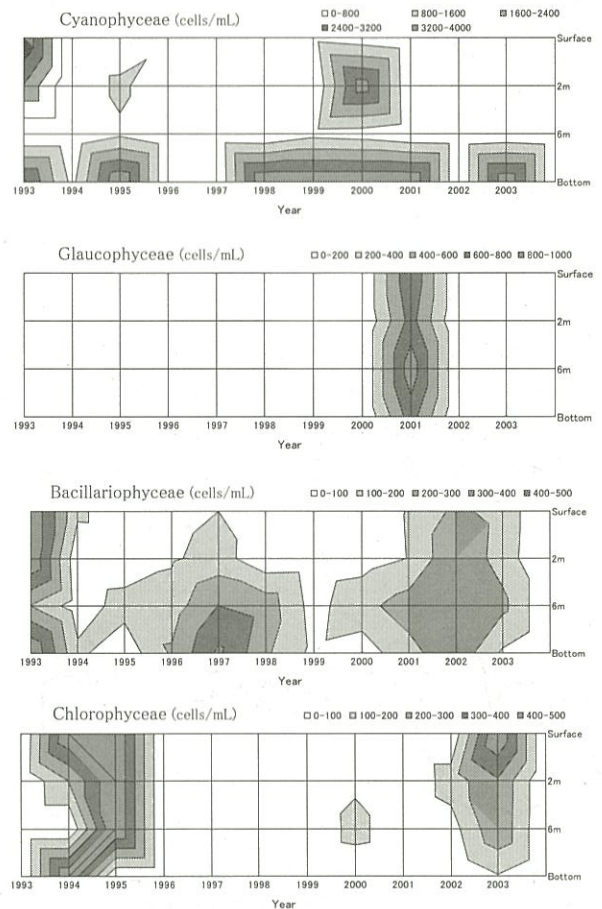 Cyanophyceae (cells/mL) □0-800 □800-1600 □1600-2400
■2400-3200 ■3200-4000
Surface
2m
6m
Bottom
1993 1994 1995 1996 1997 1998 1999 2000 2001 2002 2003
Year
Glaucophyceae (cells/mL) □0-200 □200-400 ■400-600 ■600-800 ■800-1000
Surface
2m
6m
Bottom
1993 1994 1995 1996 1997 1998 1999 2000 2001 2002 2003
Year
Bacillariophyceae (cells/mL) □0-100 □100-200 ■200-300 ■300-400 ■400-500
Surface
2m
6m
Bottom
1993 1994 1995 1996 1997 1998 1999 2000 2001 2002 2003
Year
Chlorophyceae (cells/mL) □0-100 □100-200 ■200-300 ■300-400 ■400-500
Surface
2m
6m
Bottom
1993 1994 1995 1996 1997 1998 1999 2000 2001 2002 2003
Year